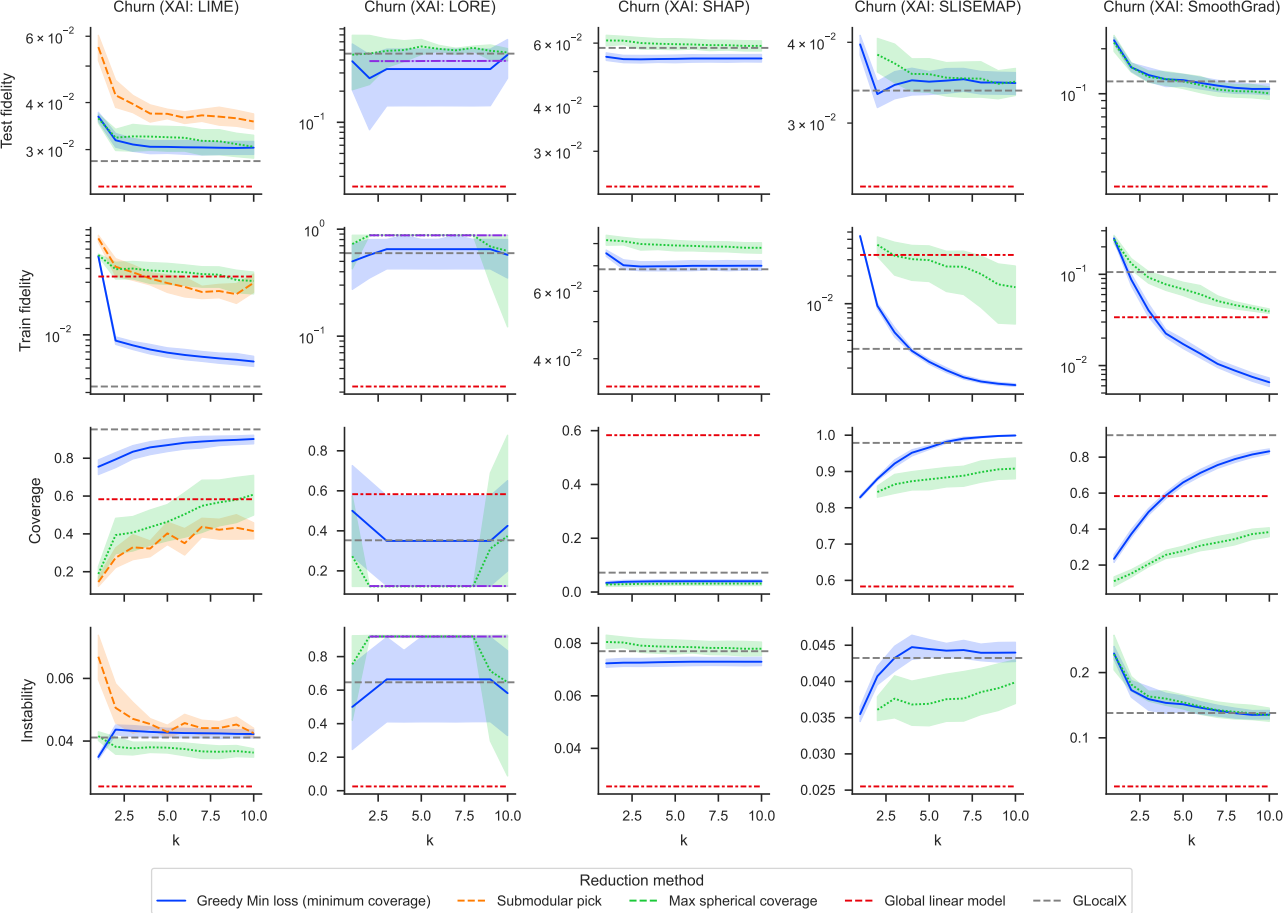 Churn (XAI: LIME) Churn (XAI: LORE) Churn (XAI: SHAP) Churn (XAI: SLISEMAP) Churn (XAI: SmoothGrad)
Test fidelity
6 × 10⁻²
4 × 10⁻²
3 × 10⁻²
10⁻¹
6 × 10⁻²
4 × 10⁻²
3 × 10⁻²
4 × 10⁻²
3 × 10⁻²
10⁻¹
Train fidelity
10⁻²
10⁰
10⁻¹
6 × 10⁻²
4 × 10⁻²
10⁻²
10⁻¹
10⁻²
Coverage
0.8
0.6
0.4
0.2
0.8
0.6
0.4
0.2
0.6
0.4
0.2
0.0
1.0
0.9
0.8
0.7
0.6
0.8
0.6
0.4
0.2
Instability
0.06
0.04
0.8
0.6
0.4
0.2
0.0
0.08
0.06
0.04
0.045
0.040
0.035
0.030
0.025
0.2
0.1
2.5 5.0 7.5 10.0 2.5 5.0 7.5 10.0 2.5 5.0 7.5 10.0 2.5 5.0 7.5 10.0 2.5 5.0 7.5 10.0
k k k k k
Reduction method
Greedy Min loss (minimum coverage) Submodular pick Max spherical coverage Global linear model GLocalX